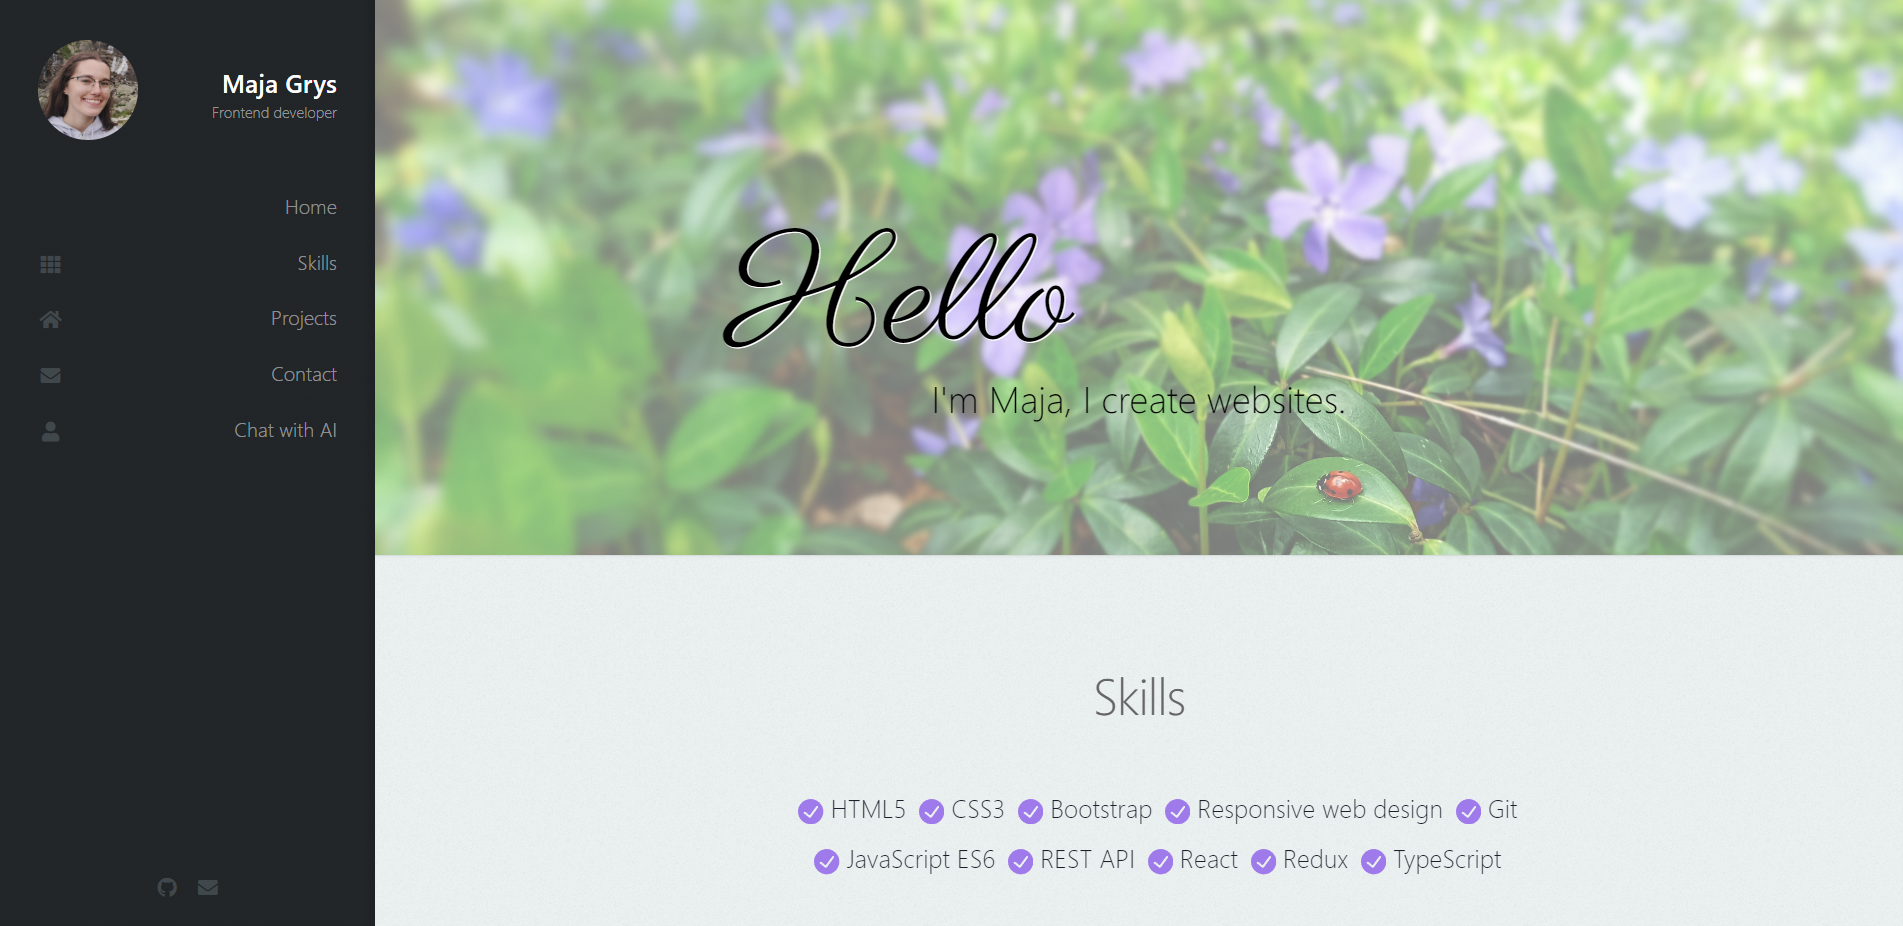 Maja Grys
Frontend developer
Home
Skills
Projects
Contact
Chat with AI
Hello
I'm Maja, I create websites.
Skills
HTML5 CSS3 Bootstrap Responsive web design Git
JavaScript ES6 REST API React Redux TypeScript